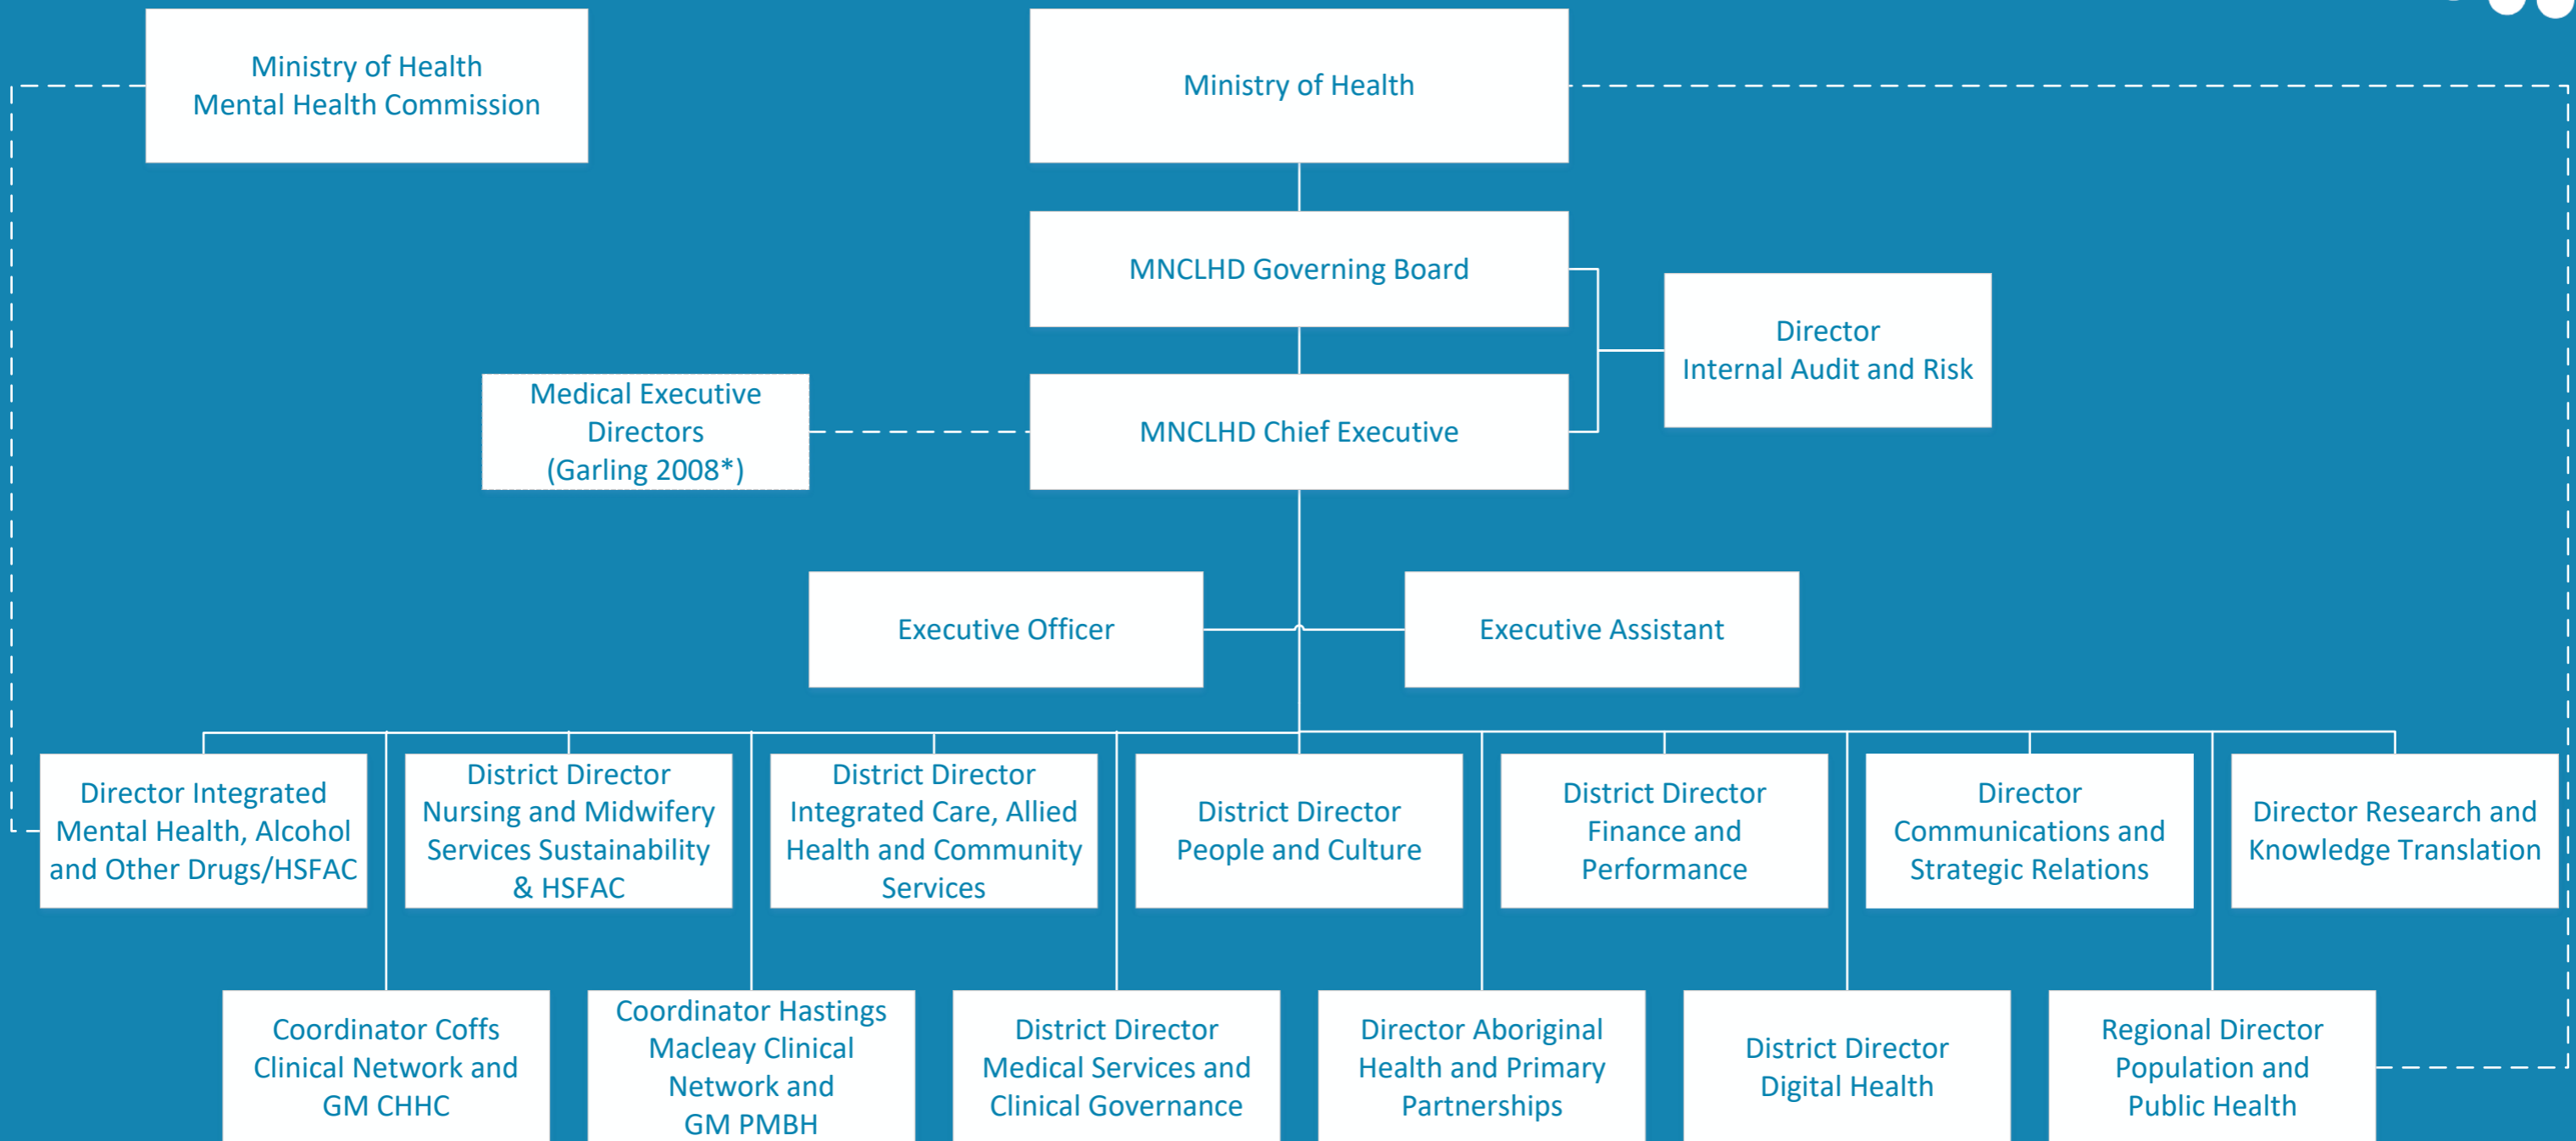 Ministry of Health
Mental Health Commission
Ministry of Health
MNCLHD Governing Board
Director
Internal Audit and Risk
Medical Executive
Directors
(Garling 2008*)
MNCLHD Chief Executive
Executive Officer
Executive Assistant
Director Integrated
Mental Health, Alcohol
and Other Drugs/HSFAC
District Director
Nursing and Midwifery
Services Sustainability
& HSFAC
District Director
Integrated Care, Allied
Health and Community
Services
District Director
People and Culture
District Director
Finance and
Performance
Director
Communications and
Strategic Relations
Director Research and
Knowledge Translation
Coordinator Coffs
Clinical Network and
GM CHHC
Coordinator Hastings
Macleay Clinical
Network and
GM PMBH
District Director
Medical Services and
Clinical Governance
Director Aboriginal
Health and Primary
Partnerships
District Director
Digital Health
Regional Director
Population and
Public Health